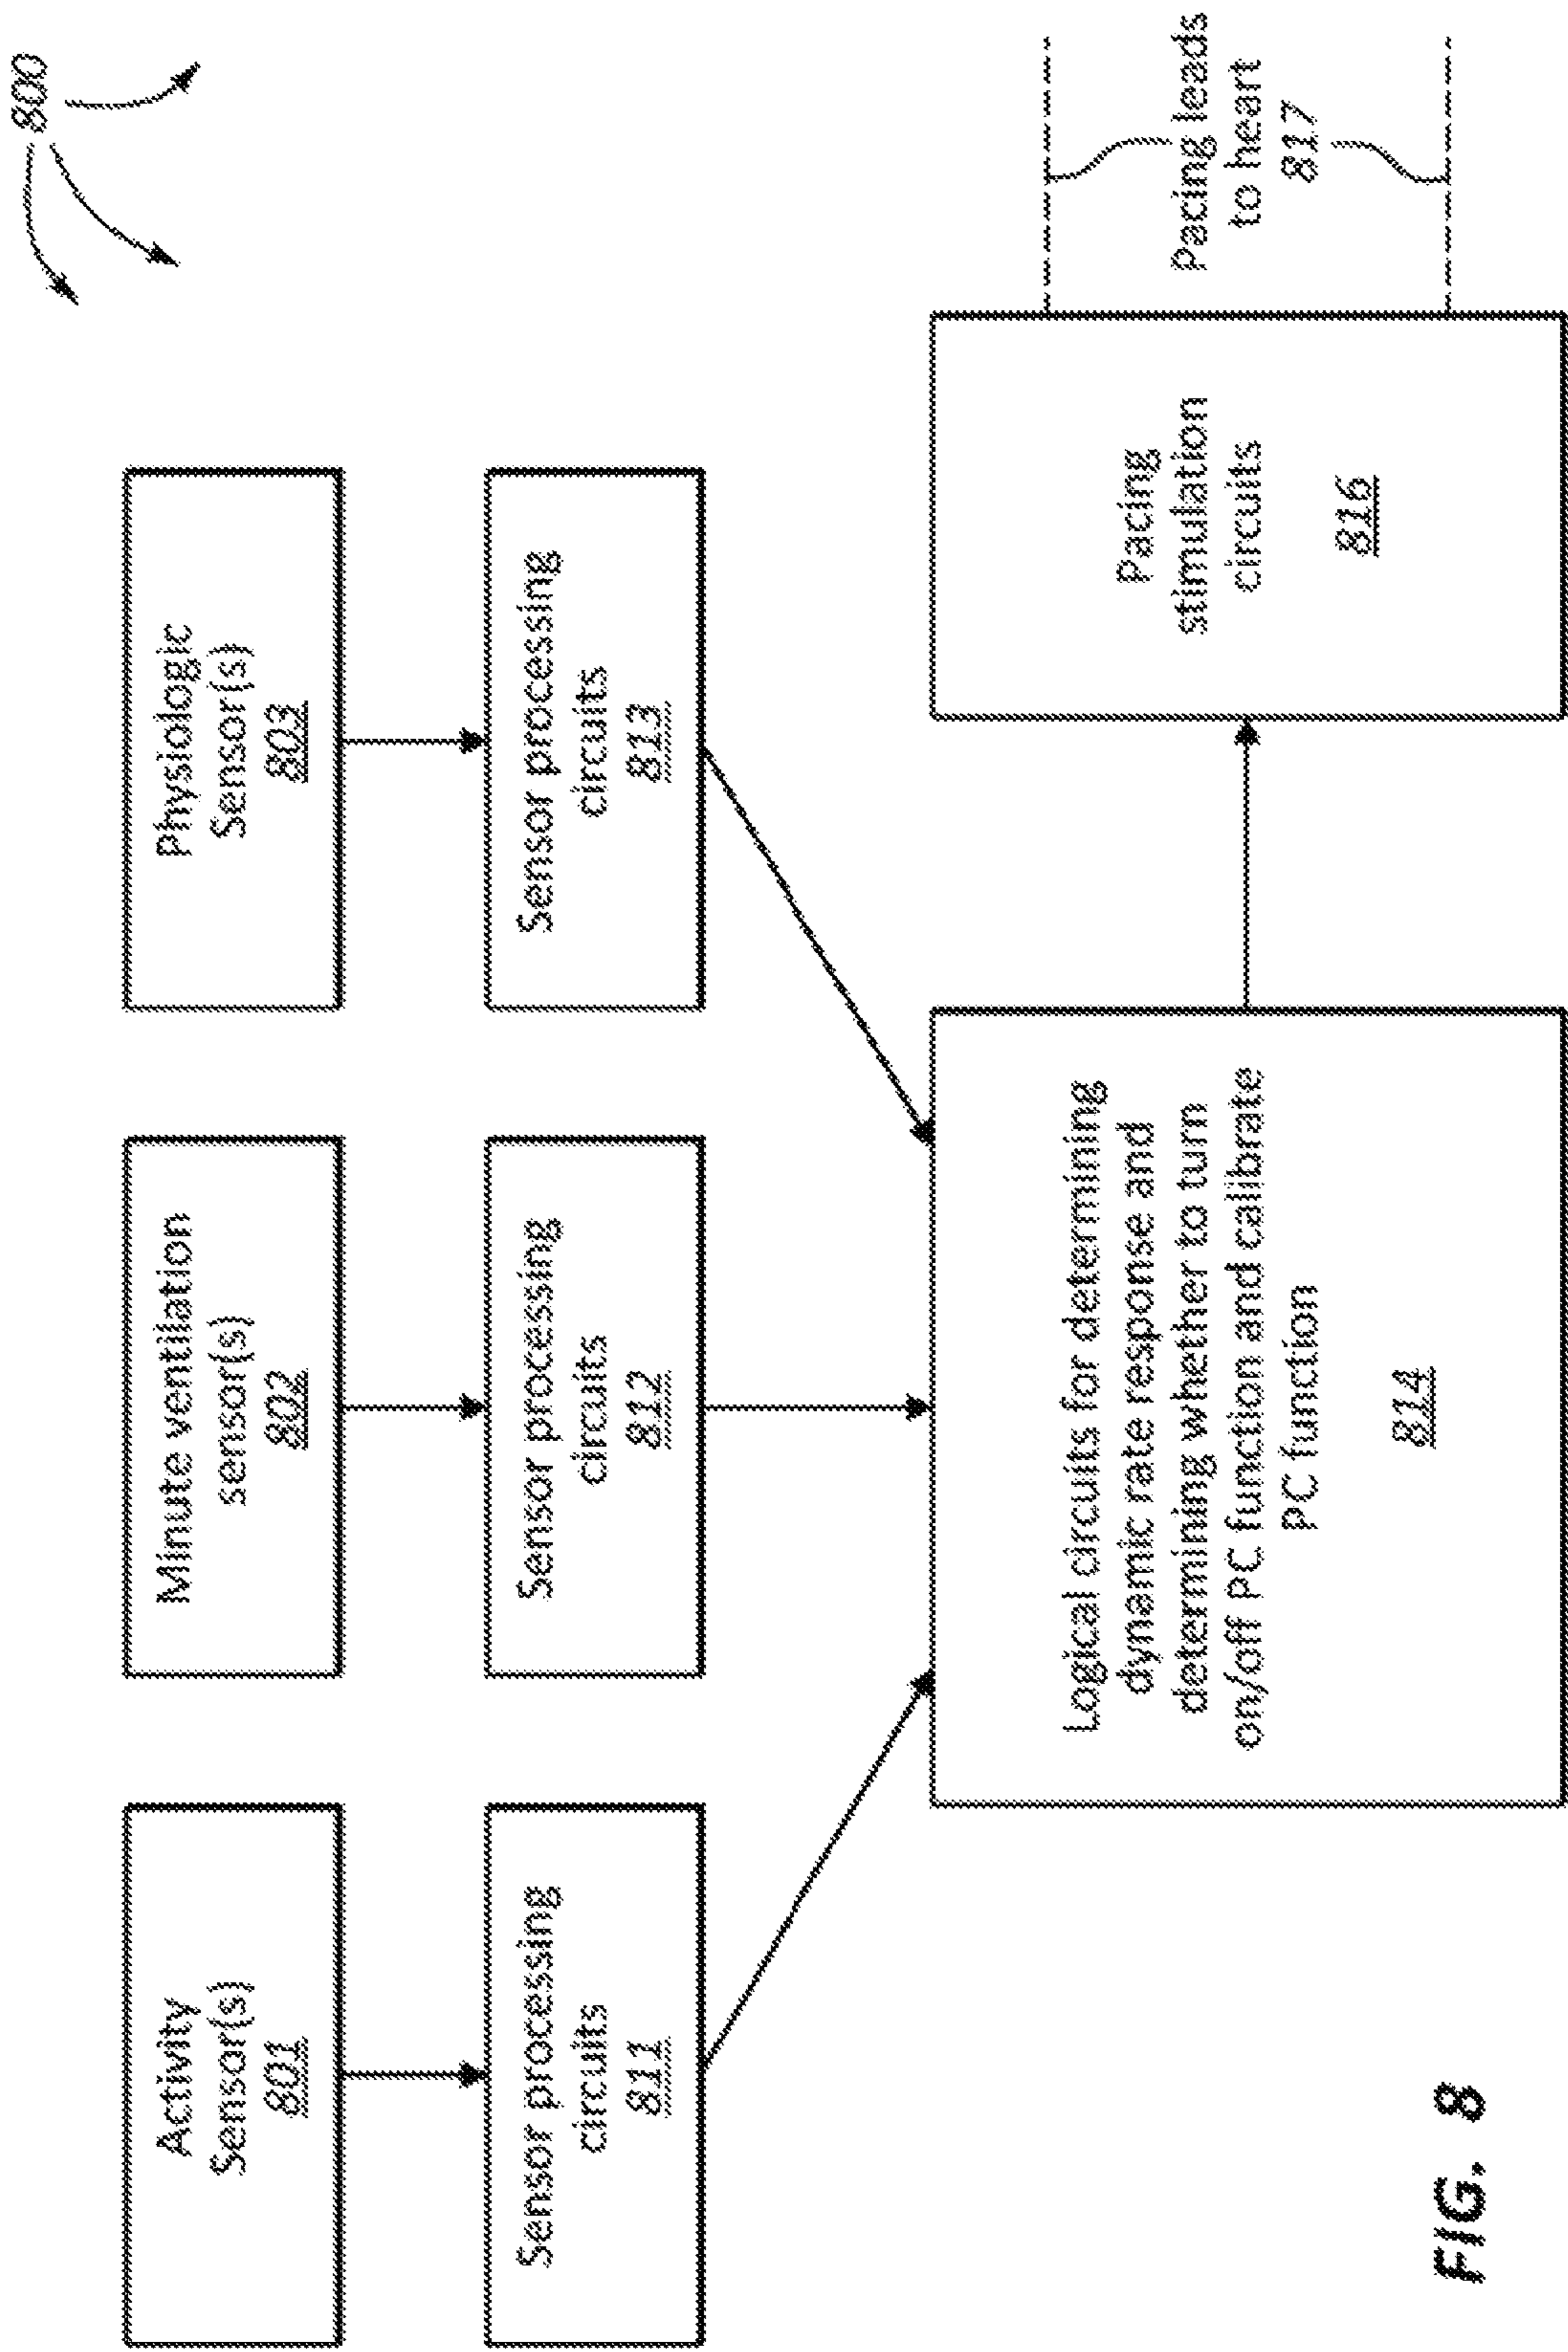 800
Activity
Sensor(s)
801
Minute ventilation
sensor(s)
802
Physiologic
Sensor(s)
803
Sensor processing
circuits
811
Sensor processing
circuits
812
Sensor processing
circuits
813
Logical circuits for determining
dynamic rate response and
determining whether to turn
on/off PC function and calibrate
PC function
814
Pacing
stimulation
circuits
816
Pacing leads
to heart
817
FIG. 8